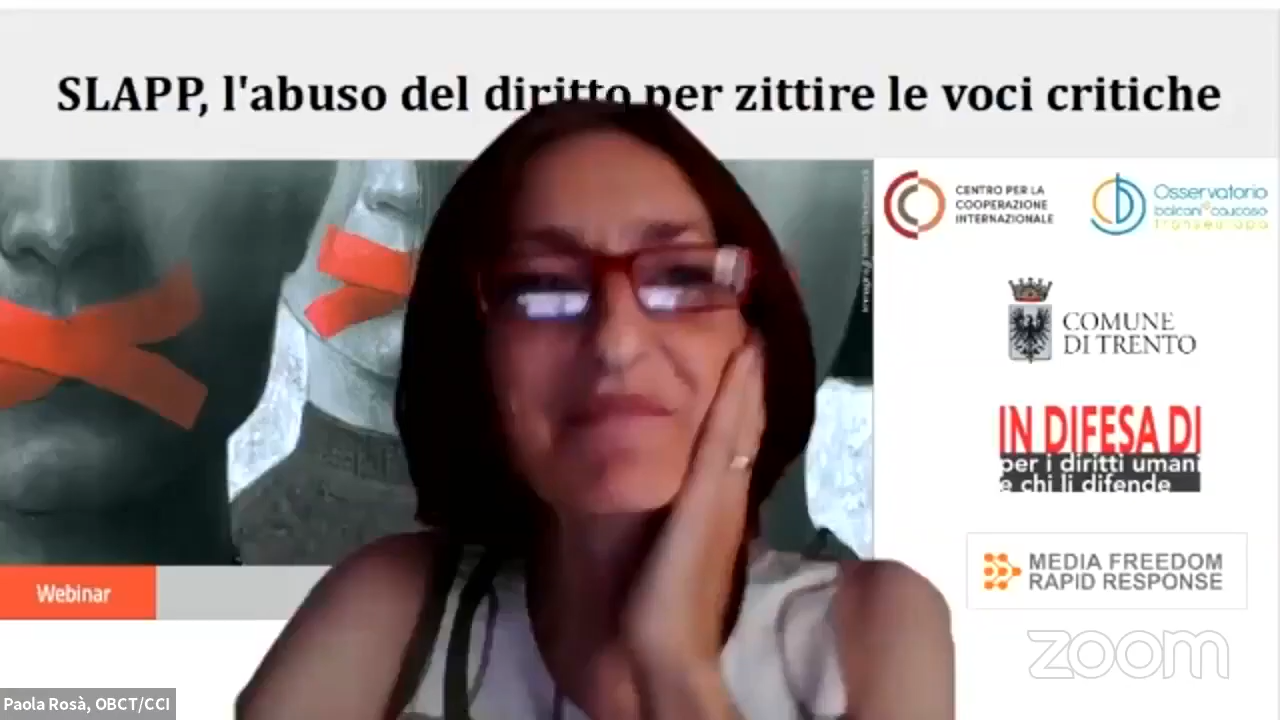 SLAPP, l'abuso del diritto per zittire le voci critiche
CENTRO PER LA
COOPERAZIONE
INTERNAZIONALE
Osservatorio
balcani e caucaso
transeuropa
COMUNE
DI TRENTO
IN DIFESA DI
per i diritti umani
e chi li difende
MEDIA FREEDOM
RAPID RESPONSE
Webinar
zoom
Paola Rosà, OBCT/CCI